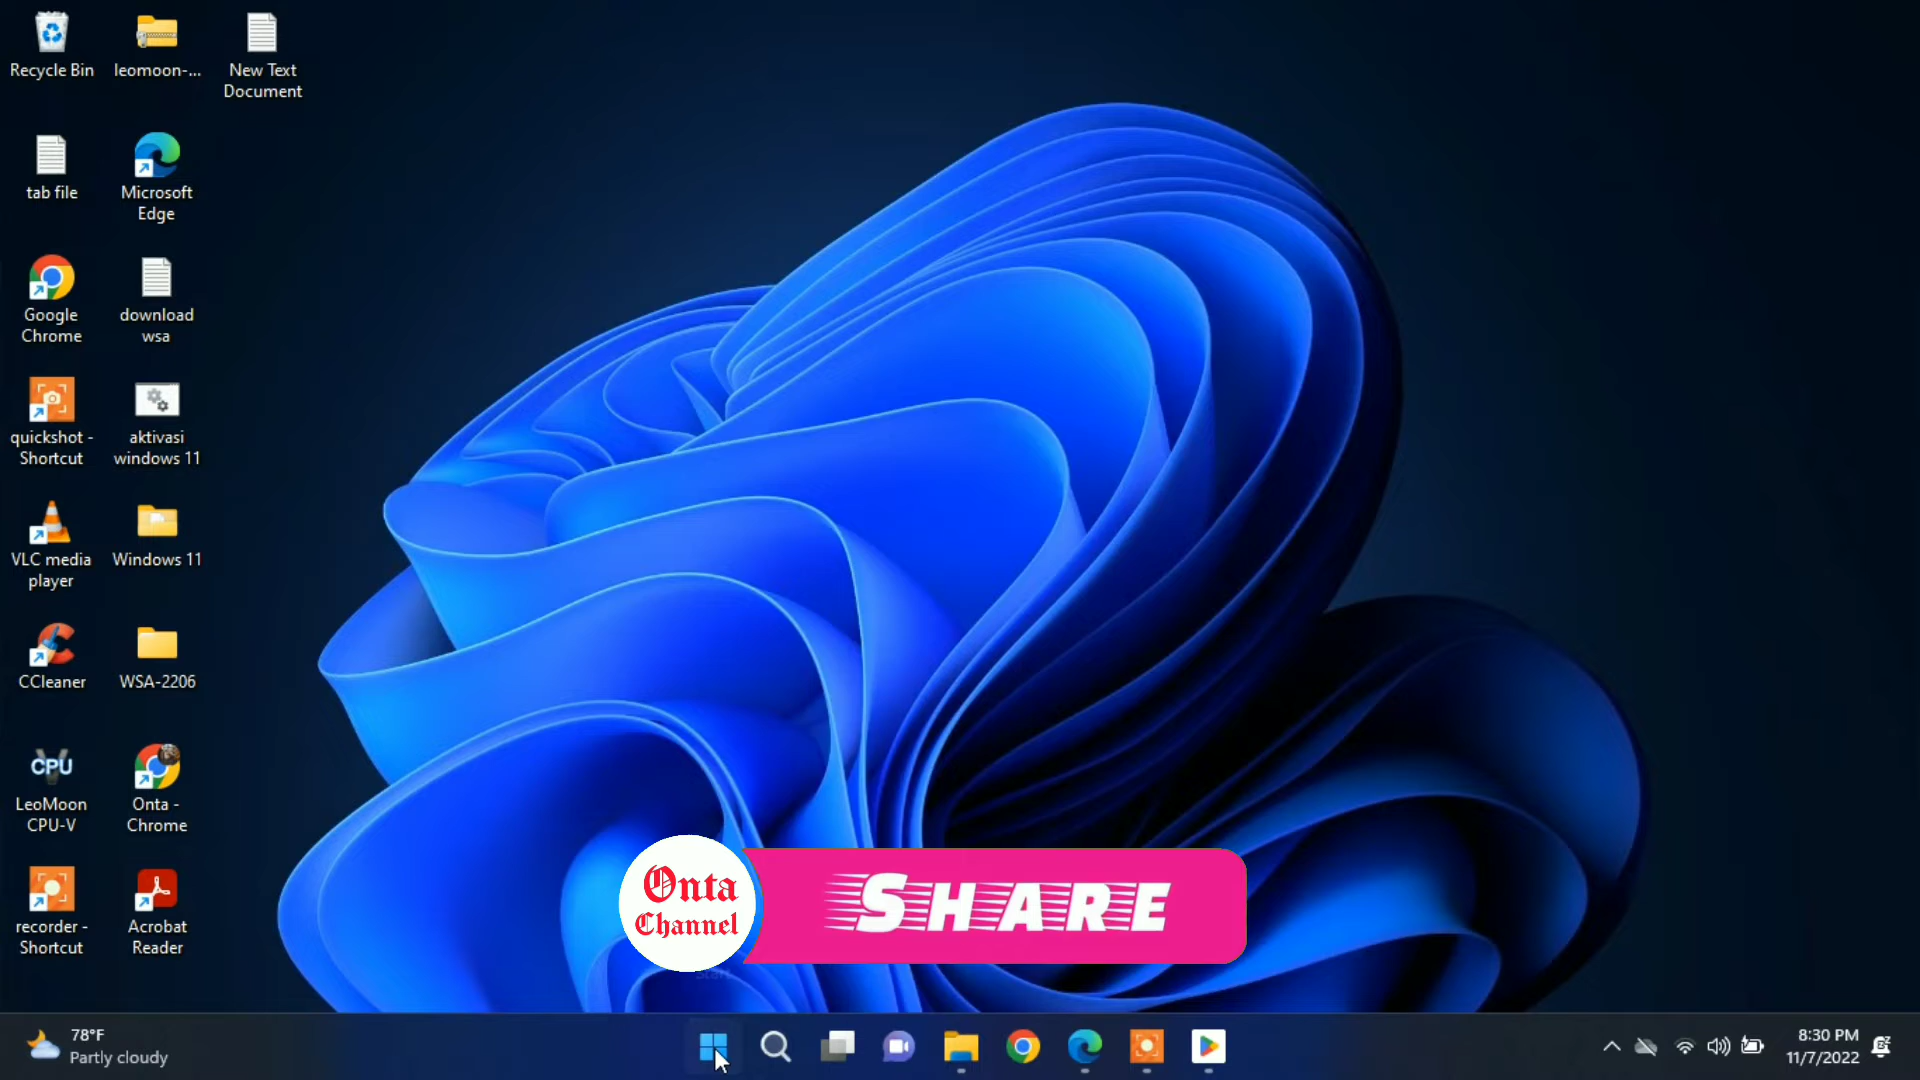 Recycle Bin
leomoon-...
New Text
Document
tab file
Microsoft
Edge
Google
Chrome
download
wsa
quickshot -
Shortcut
aktivasi
windows 11
VLC media
player
Windows 11
CCleaner
WSA-2206
CPU
LeoMoon
CPU-V
Onta -
Chrome
recorder -
Shortcut
Acrobat
Reader
Onta
Channel
SHARE
Start
78°F
Partly cloudy
8:30 PM
11/7/2022